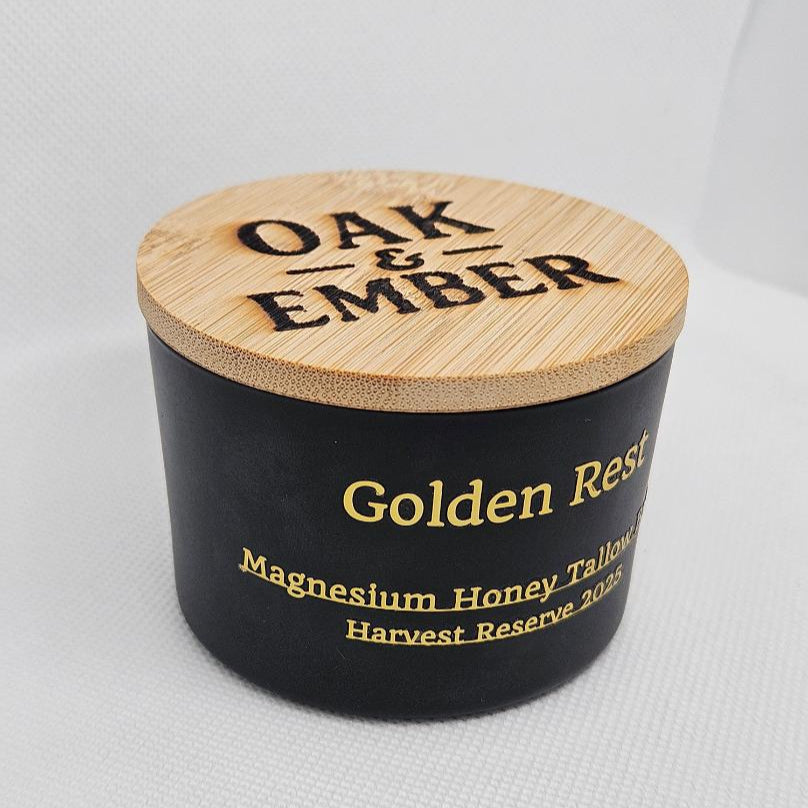 OAK
&
EMBER
Golden Rest
Magnesium Honey Tallow
Harvest Reserve 2025